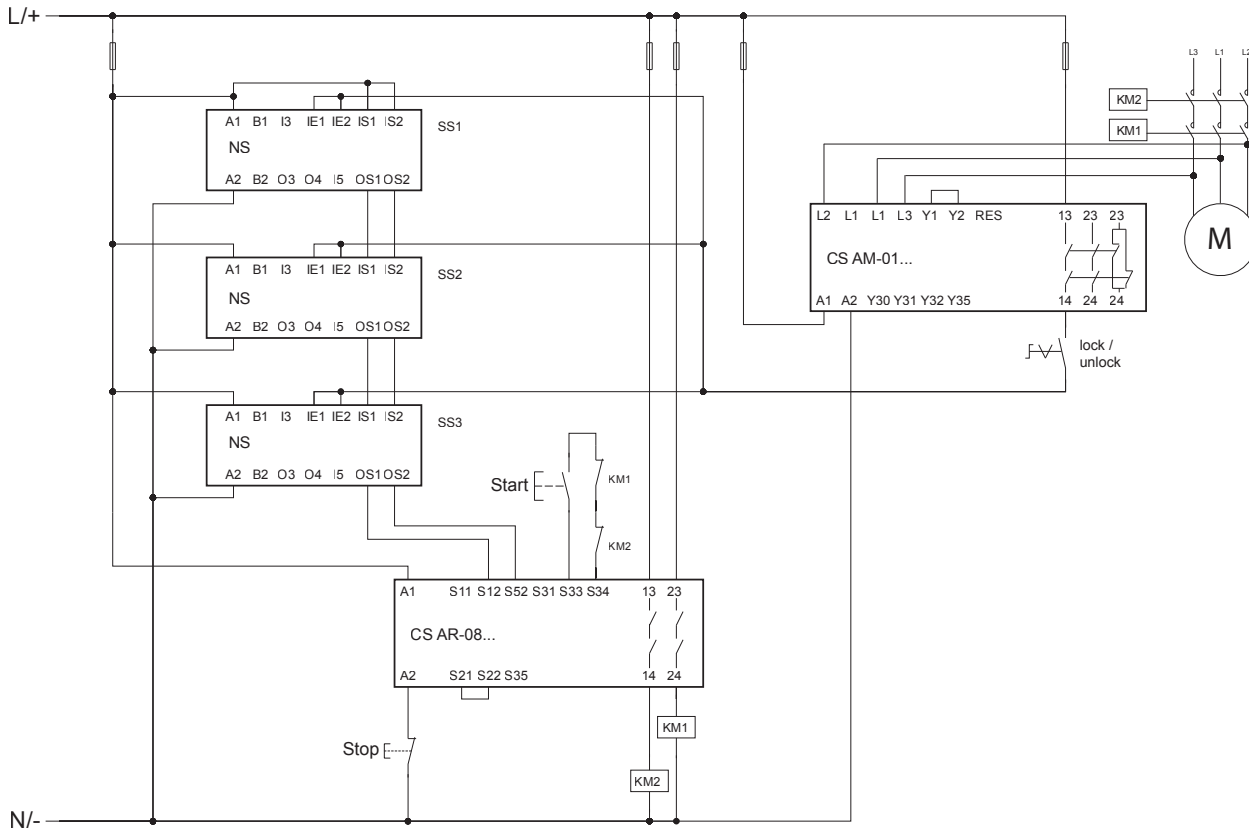 L/+
L3 L1 L2
KM2
KM1
A1 B1 I3 IE1 IE2 IS1 IS2
SS1
NS
A2 B2 O3 O4 I5 OS1 OS2
L2 L1 L1 L3 Y1 Y2 RES 13 23 23
M
CS AM-01...
A1 A2 Y30 Y31 Y32 Y35 14 24 24
A1 B1 I3 IE1 IE2 IS1 IS2
SS2
NS
A2 B2 O3 O4 I5 OS1 OS2
lock /
unlock
A1 B1 I3 IE1 IE2 IS1 IS2
SS3
NS
A2 B2 O3 O4 I5 OS1 OS2
Start
KM1
KM2
A1 S11 S12 S52 S31 S33 S34 13 23
CS AR-08...
A2 S21 S22 S35 14 24
KM1
Stop
KM2
N/-